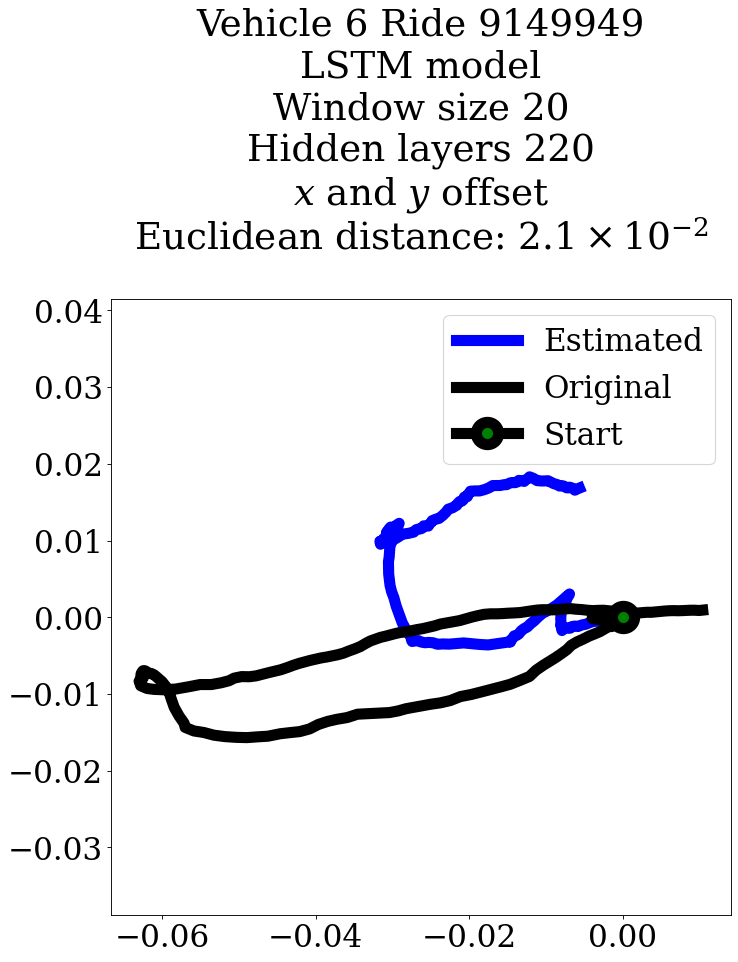 Vehicle 6 Ride 9149949
LSTM model
Window size 20
Hidden layers 220
x and y offset
Euclidean distance: 2.1 × 10⁻²
Estimated
Original
Start
0.04
0.03
0.02
0.01
0.00
−0.01
−0.02
−0.03
−0.06 −0.04 −0.02 0.00